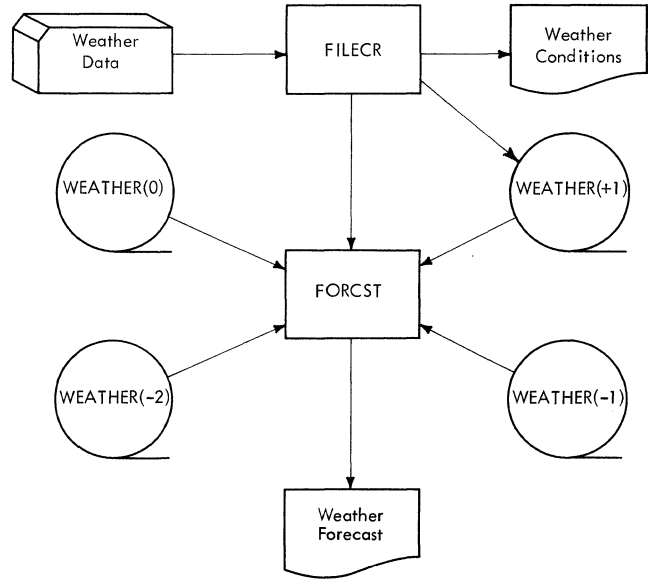 Weather
Data
FILECR
Weather
Conditions
WEATHER(0)
WEATHER(+1)
FORCST
WEATHER(-2)
WEATHER(-1)
Weather
Forecast